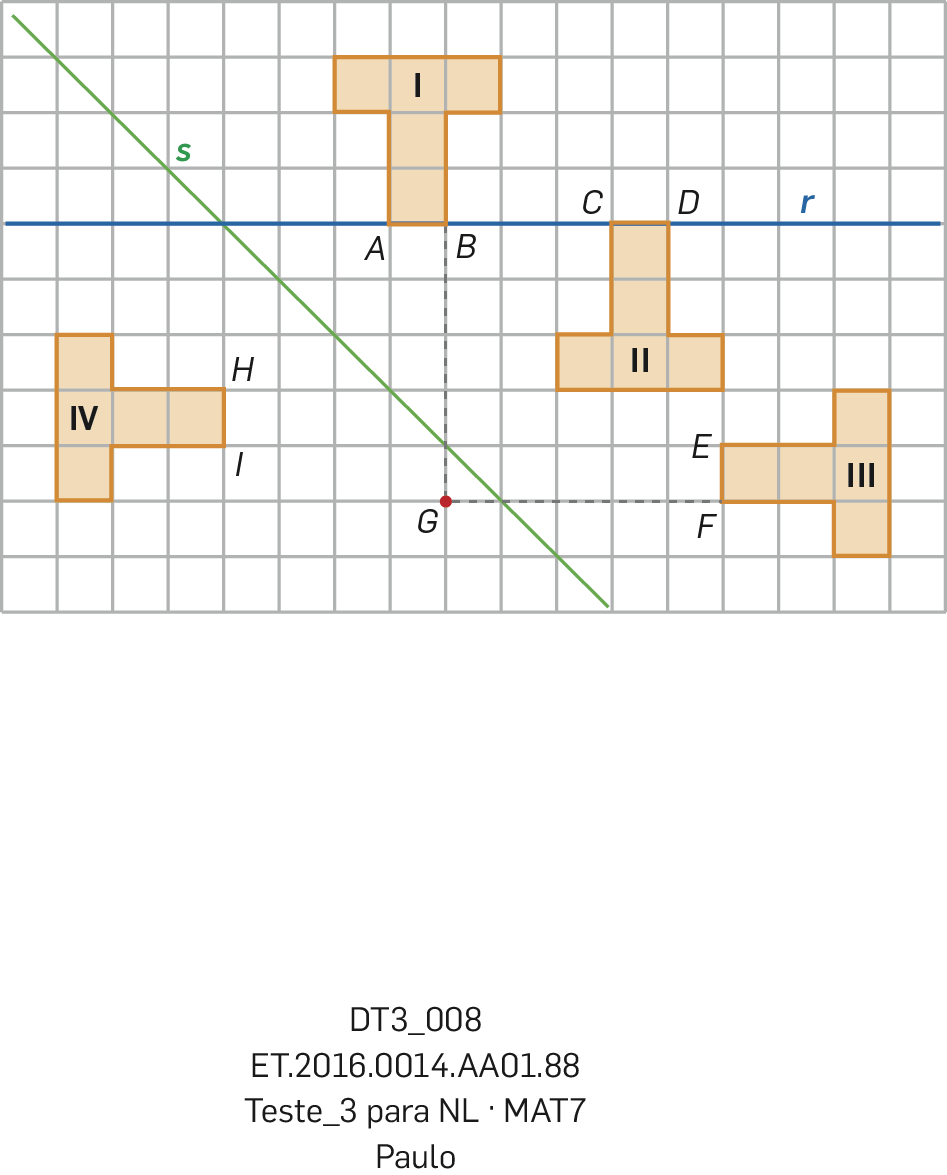 I
s
C D r
A B
H
II
IV
E
I
III
G
F
DT3_008
ET.2016.0014.AA01.88
Teste_3 para NL · MAT7
Paulo